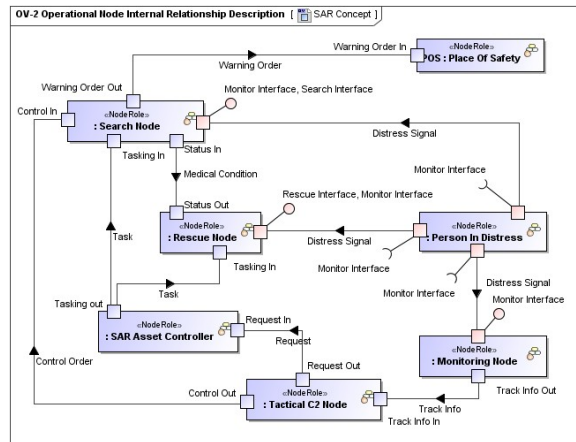 OV-2 Operational Node Internal Relationship Description [ SAR Concept ]
Warning Order In
«NodeRole»
POS : Place Of Safety
Warning Order
Warning Order Out
Monitor Interface, Search Interface
Control In
«NodeRole»
: Search Node
Distress Signal
Tasking In
Status In
Medical Condition
Monitor Interface
Rescue Interface, Monitor Interface
Status Out
«NodeRole»
: Rescue Node
«NodeRole»
: Person In Distress
Distress Signal
Task
Tasking In
Monitor Interface
Monitor Interface
Distress Signal
Task
Monitor Interface
Tasking out
«NodeRole»
: SAR Asset Controller
Request In
Request
«NodeRole»
: Monitoring Node
Control Order
Request Out
Track Info Out
Control Out
«NodeRole»
: Tactical C2 Node
Track Info
Track Info In